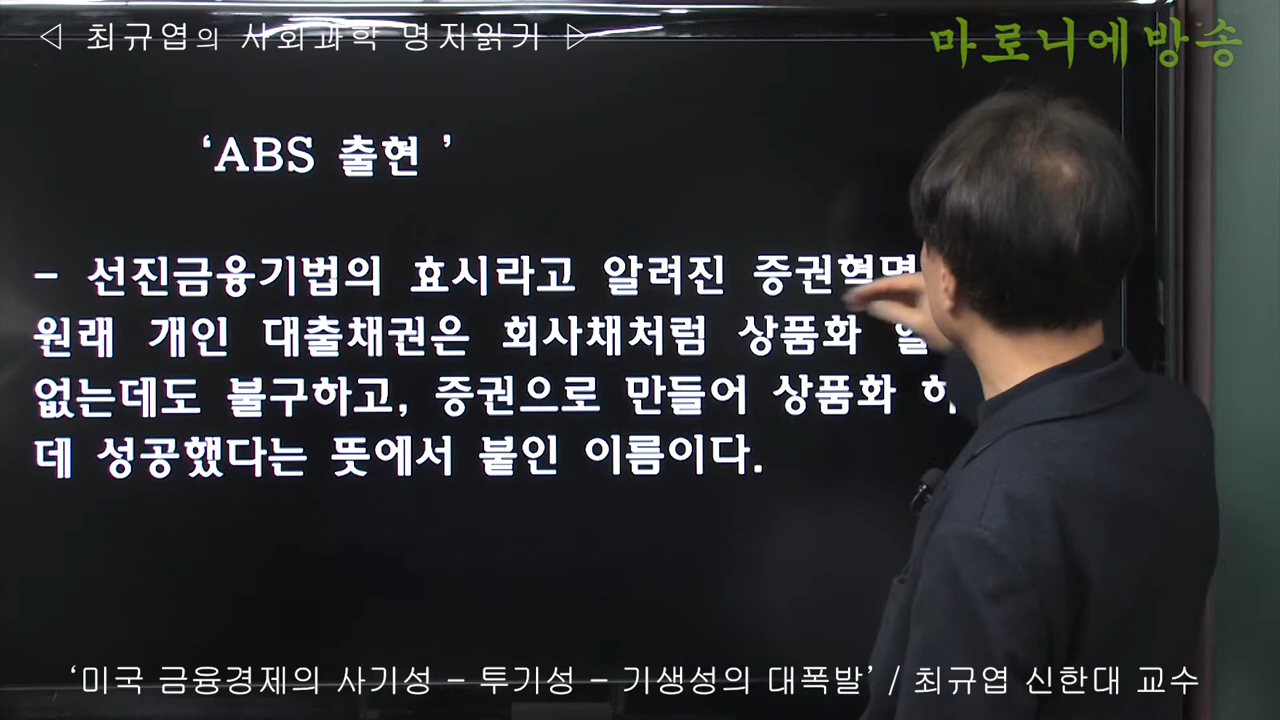 ◁ 최규엽의 사회과학 명저읽기 ▷
마로니에방송
‘ABS 출현 ’
- 선진금융기법의 효시라고 알려진 증권혁명
원래 개인 대출채권은 회사채처럼 상품화
없는데도 불구하고, 증권으로 만들어 상품화
데 성공했다는 뜻에서 붙인 이름이다.
‘미국 금융경제의 사기성 - 투기성 - 기생성의 대폭발’ / 최규엽 신한대 교수